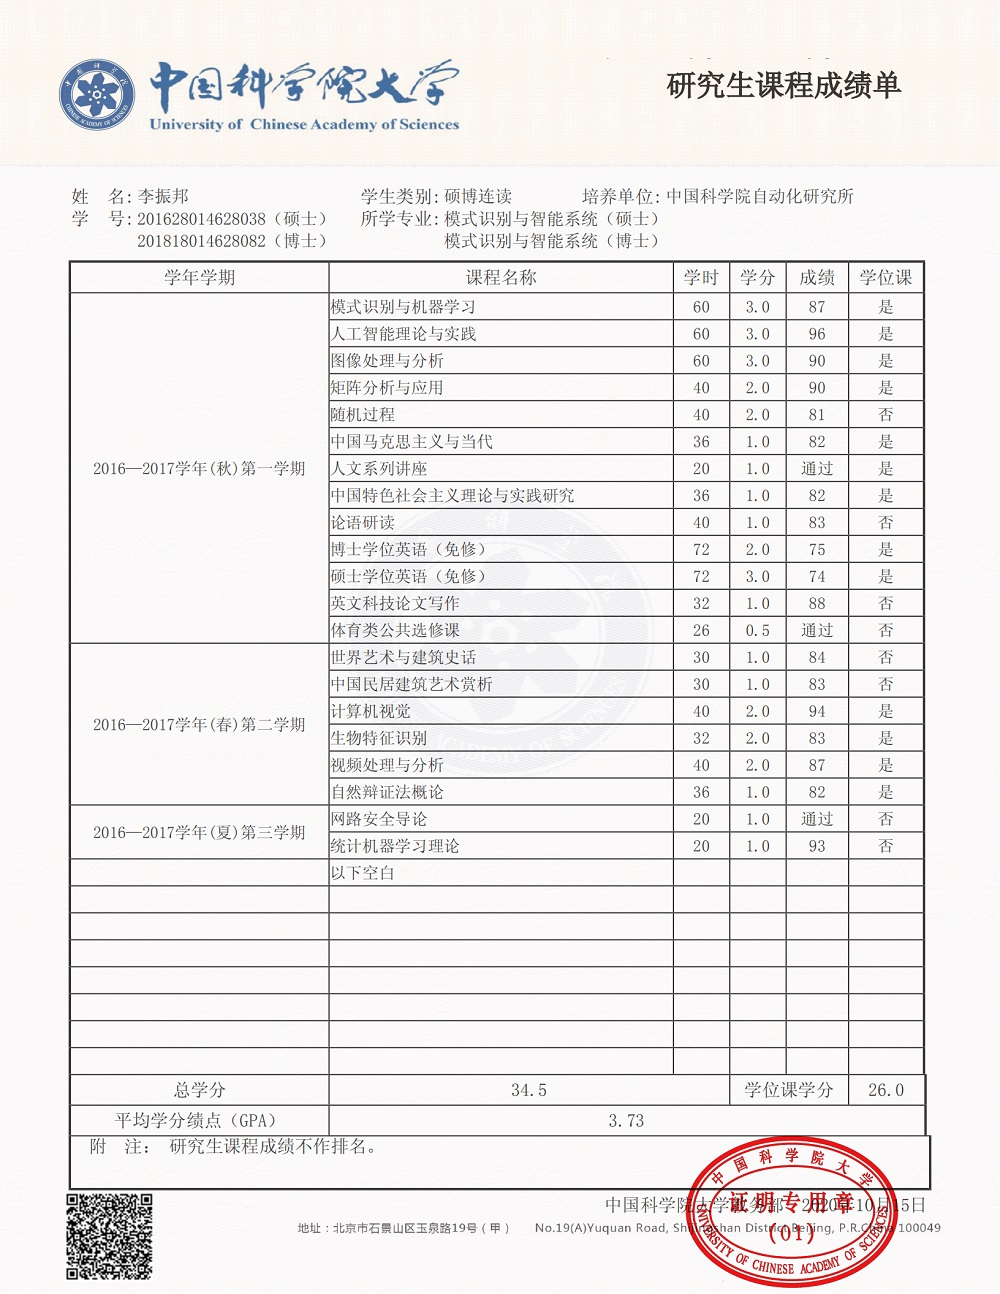 中国科学院大学
University of Chinese Academy of Sciences
研究生课程成绩单
姓 名: 李振邦 学生类别: 硕博连读 培养单位: 中国科学院自动化研究所
学 号: 201628014628038（硕士） 所学专业: 模式识别与智能系统（硕士）
201818014628082（博士） 模式识别与智能系统（博士）
学年学期 课程名称 学时 学分 成绩 学位课
2016—2017学年(秋)第一学期
模式识别与机器学习 60 3.0 87 是
人工智能理论与实践 60 3.0 96 是
图像处理与分析 60 3.0 90 是
矩阵分析与应用 40 2.0 90 是
随机过程 40 2.0 81 否
中国马克思主义与当代 36 1.0 82 是
人文系列讲座 20 1.0 通过 是
中国特色社会主义理论与实践研究 36 1.0 82 是
论语研读 40 1.0 83 否
博士学位英语（免修） 72 2.0 75 是
硕士学位英语（免修） 72 3.0 74 是
英文科技论文写作 32 1.0 88 否
体育类公共选修课 26 0.5 通过 否
2016—2017学年(春)第二学期
世界艺术与建筑史话 30 1.0 84 否
中国民居建筑艺术赏析 30 1.0 83 否
计算机视觉 40 2.0 94 是
生物特征识别 32 2.0 83 是
视频处理与分析 40 2.0 87 是
自然辩证法概论 36 1.0 82 是
2016—2017学年(夏)第三学期
网路安全导论 20 1.0 通过 否
统计机器学习理论 20 1.0 93 否
以下空白
总学分 34.5 学位课学分 26.0
平均学分绩点（GPA） 3.73
附 注: 研究生课程成绩不作排名。
中国科学院大学教务部 2020年10月15日
地址：北京市石景山区玉泉路19号（甲） No.19(A)Yuquan Road, Shijingshan District,Beijing, P.R.China 100049
中国科学院大学
证明专用章
(01)
UNIVERSITY OF CHINESE ACADEMY OF SCIENCES